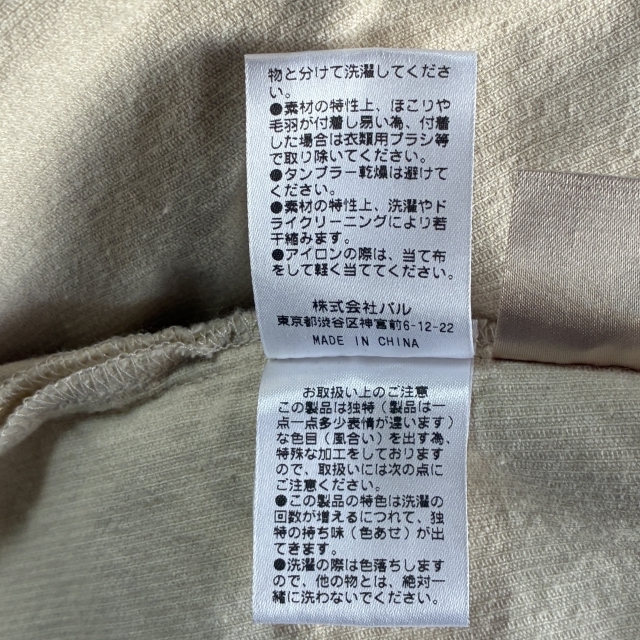 物と分けて洗濯してくださ
い。
●素材の特性上、ほこりや
毛羽が付着し易い為、付着
した場合は衣類用ブラシ等
で取り除いてください。
●タンブラー乾燥は避けて
ください。
●素材の特性上、洗濯やド
ライクリーニングにより若
干縮みます。
●アイロンの際は、当て布
をして軽く当ててください。
株式会社パル
東京都渋谷区神宮前6-12-22
MADE IN CHINA
お取扱い上のご注意
この製品は独特（製品は一
点一点多少表情が違います）
な色目（風合い）を出す為、
特殊な加工をしております
ので、取扱いには次の点に
ご注意ください。
●この製品の特色は洗濯の
回数が増えるにつれて、独
特の持ち味（色あせ）が出
てきます。
●洗濯の際は色落ちします
ので、他の物とは、絶対一
緒に洗わないでください。